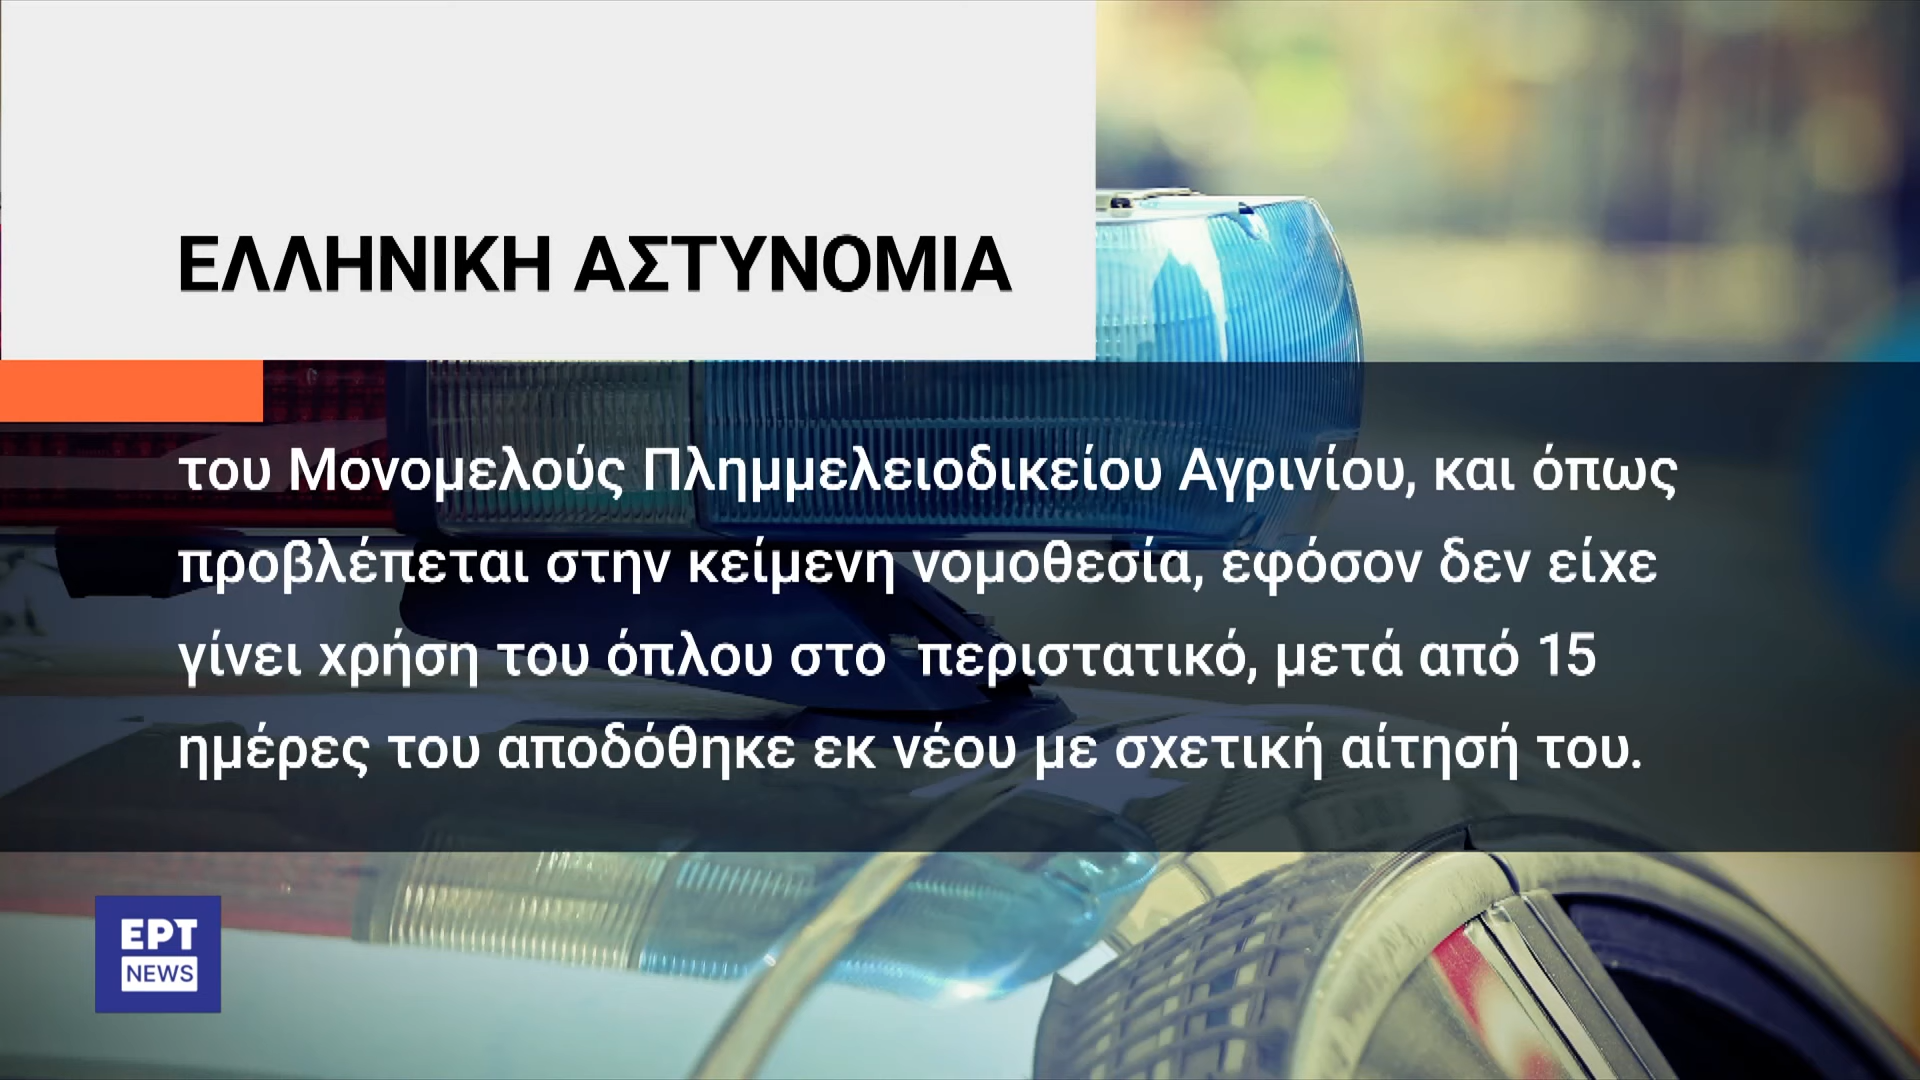 ΕΛΛΗΝΙΚΗ ΑΣΤΥΝΟΜΙΑ
του Μονομελούς Πλημμελειοδικείου Αγρινίου, και όπως
προβλέπεται στην κείμενη νομοθεσία, εφόσον δεν είχε
γίνει χρήση του όπλου στο  περιστατικό, μετά από 15
ημέρες του αποδόθηκε εκ νέου με σχετική αίτησή του.
ΕΡΤ
NEWS